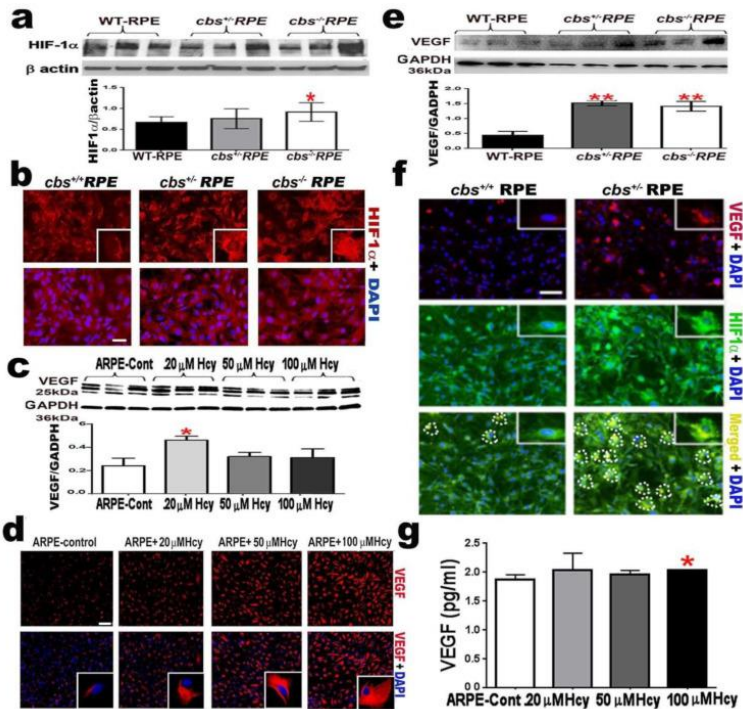 a
WT-RPE cbs+/-RPE cbs-/-RPE
HIF-1α
β actin
HIF1α/βactin
1.5
1.0
0.5
0.0
*
WT-RPE cbs+/-RPE cbs-/-RPE
b
cbs+/+RPE cbs+/- RPE cbs-/- RPE
HIF1α+ DAPI
c
ARPE-Cont 20 μM Hcy 50 μM Hcy 100 μM Hcy
VEGF
25kDa
GAPDH
36kDa
VEGF/GADPH
.6
0.4
0.2
0.0
*
ARPE-Cont 20 μM Hcy 50 μM Hcy 100 μM Hcy
d
ARPE-control ARPE+20μMHcy ARPE+ 50 μMHcy ARPE+100 μMHcy
VEGF
VEGF+DAPI
e
WT-RPE cbs+/-RPE cbs-/-RPE
VEGF
GAPDH
36kDa
VEGF/GADPH
2.0
1.5
1.0
0.5
0.0
** **
WT-RPE cbs+/-RPE cbs-/-RPE
f
cbs+/+ RPE cbs+/- RPE
VEGF + DAPI
HIF1α + DAPI
Merged + DAPI
g
VEGF (pg/ml)
2.5
2.0
1.5
1.0
0.5
0.0
*
ARPE-Cont 20 μMHcy 50 μMHcy 100 μMHcy